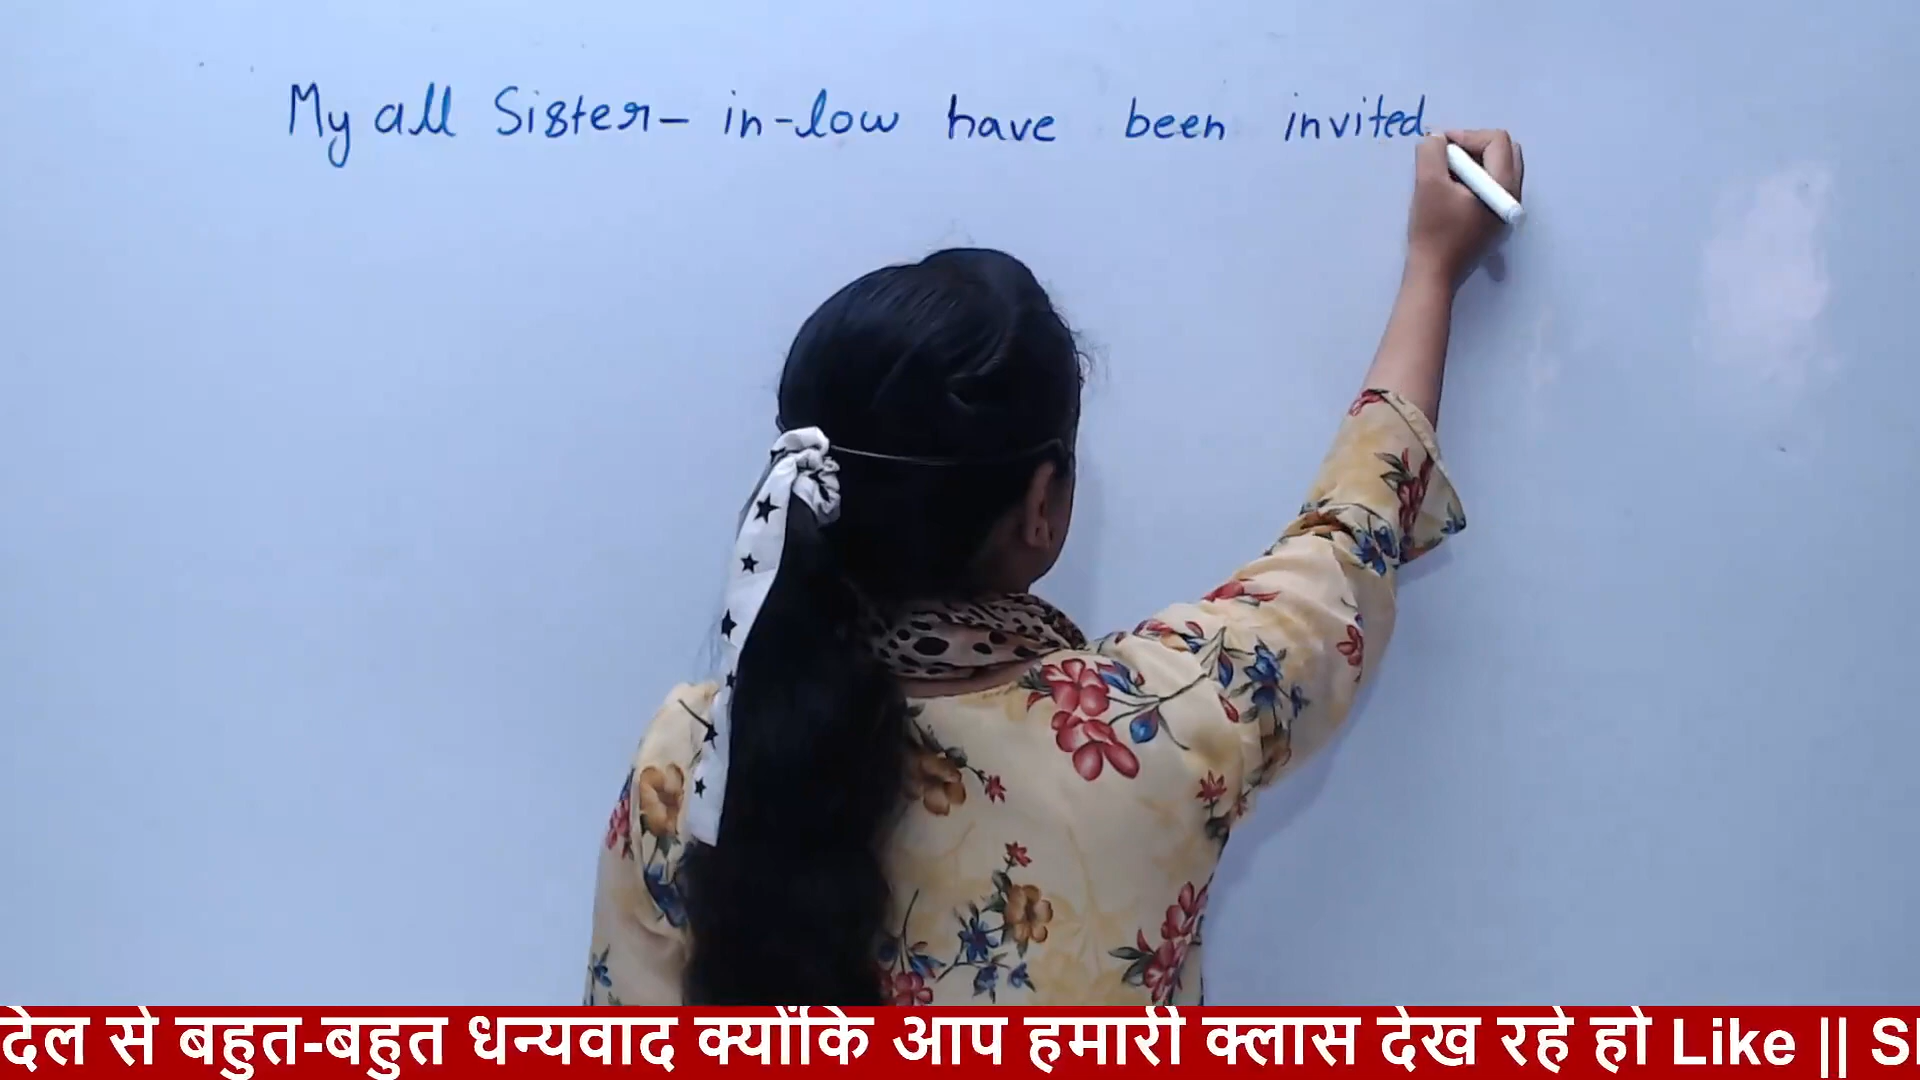 My all Sister-in-low have been invited.
देल से बहुत-बहुत धन्यवाद क्योंकि आप हमारी क्लास देख रहे हो Like ||